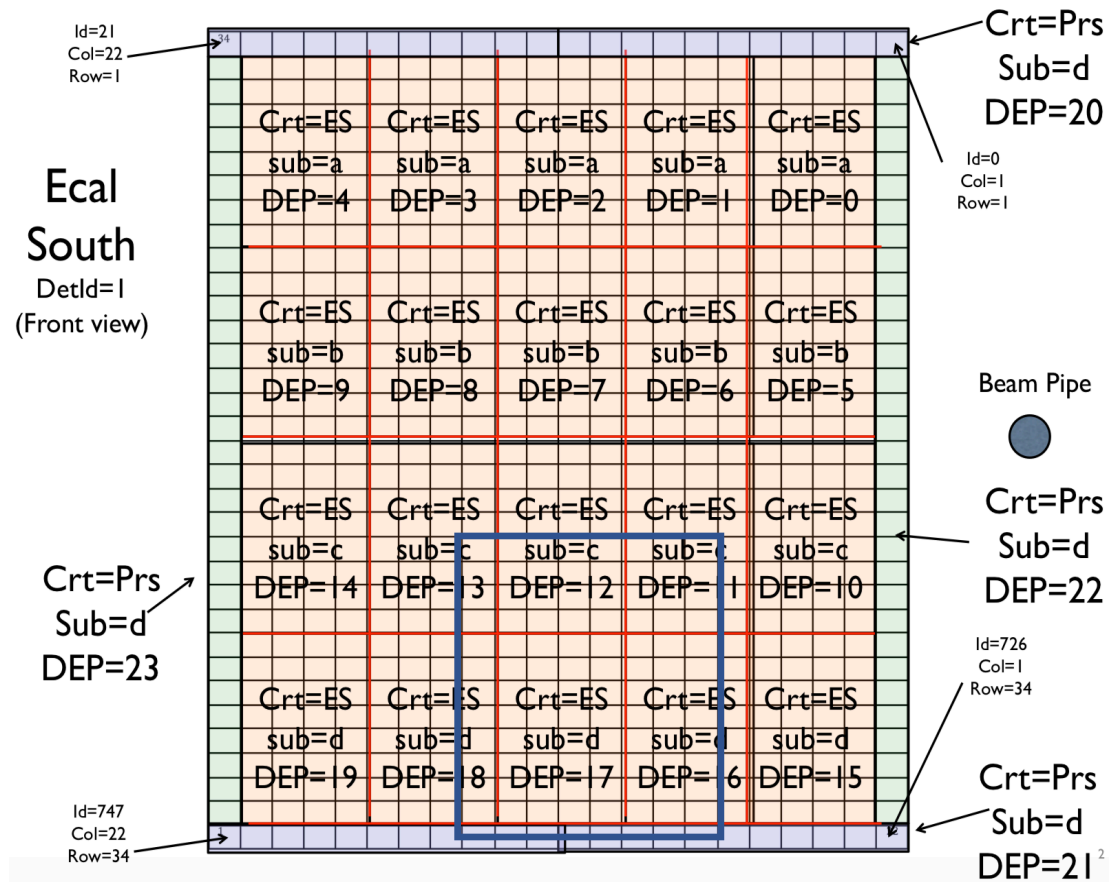 Id=21
Col=22
Row=1
34
Crt=Prs
Sub=d
DEP=20
Id=0
Col=1
Row=1
Ecal
South
DetId=1
(Front view)
Crt=ES
sub=a
DEP=4
Crt=ES
sub=a
DEP=3
Crt=ES
sub=a
DEP=2
Crt=ES
sub=a
DEP=1
Crt=ES
sub=a
DEP=0
Crt=ES
sub=b
DEP=9
Crt=ES
sub=b
DEP=8
Crt=ES
sub=b
DEP=7
Crt=ES
sub=b
DEP=6
Crt=ES
sub=b
DEP=5
Beam Pipe
Crt=ES
sub=c
DEP=14
Crt=ES
sub=c
DEP=13
Crt=ES
sub=c
DEP=12
Crt=ES
sub=c
DEP=11
Crt=ES
sub=c
DEP=10
Crt=Prs
Sub=d
DEP=22
Crt=Prs
Sub=d
DEP=23
Id=726
Col=1
Row=34
Crt=ES
sub=d
DEP=19
Crt=ES
sub=d
DEP=18
Crt=ES
sub=d
DEP=17
Crt=ES
sub=d
DEP=16
Crt=ES
sub=d
DEP=15
Id=747
Col=22
Row=34
1
Crt=Prs
Sub=d
DEP=21
2